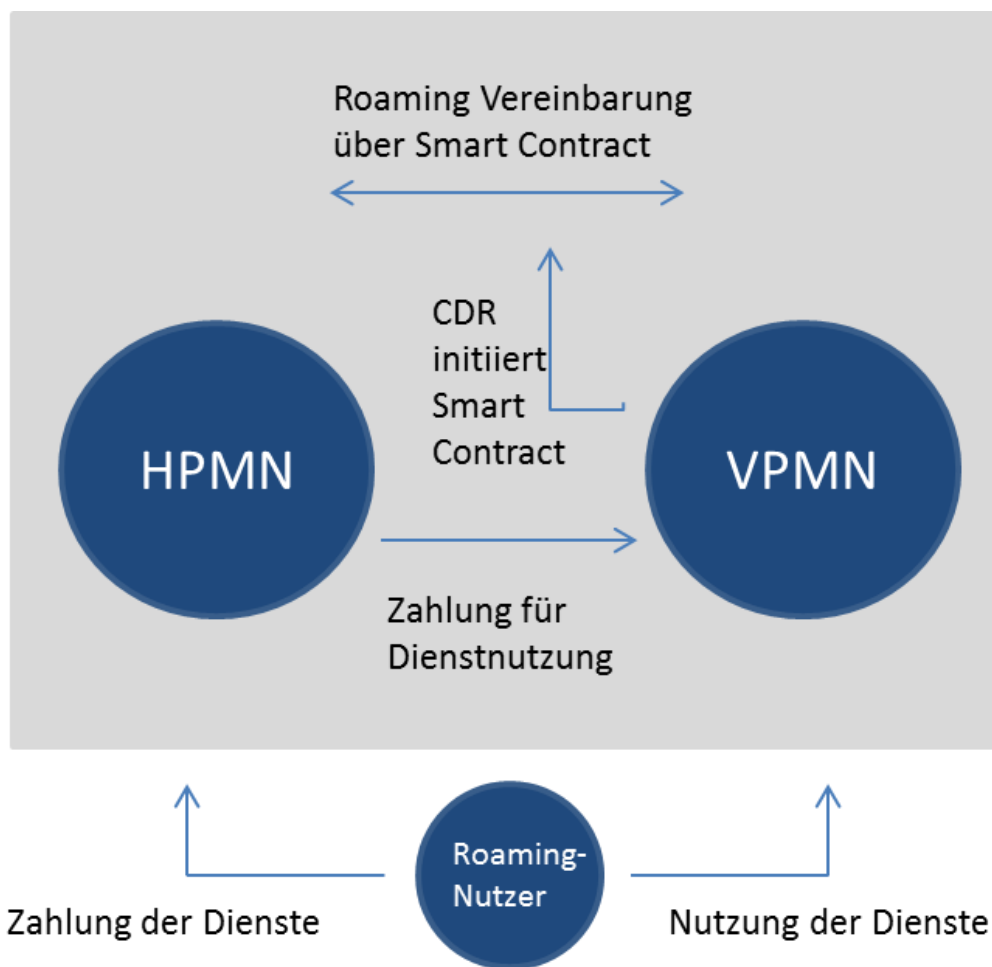 Roaming Vereinbarung
über Smart Contract
CDR
initiiert
Smart
Contract
HPMN
VPMN
Zahlung für
Dienstnutzung
Roaming-
Nutzer
Zahlung der Dienste
Nutzung der Dienste